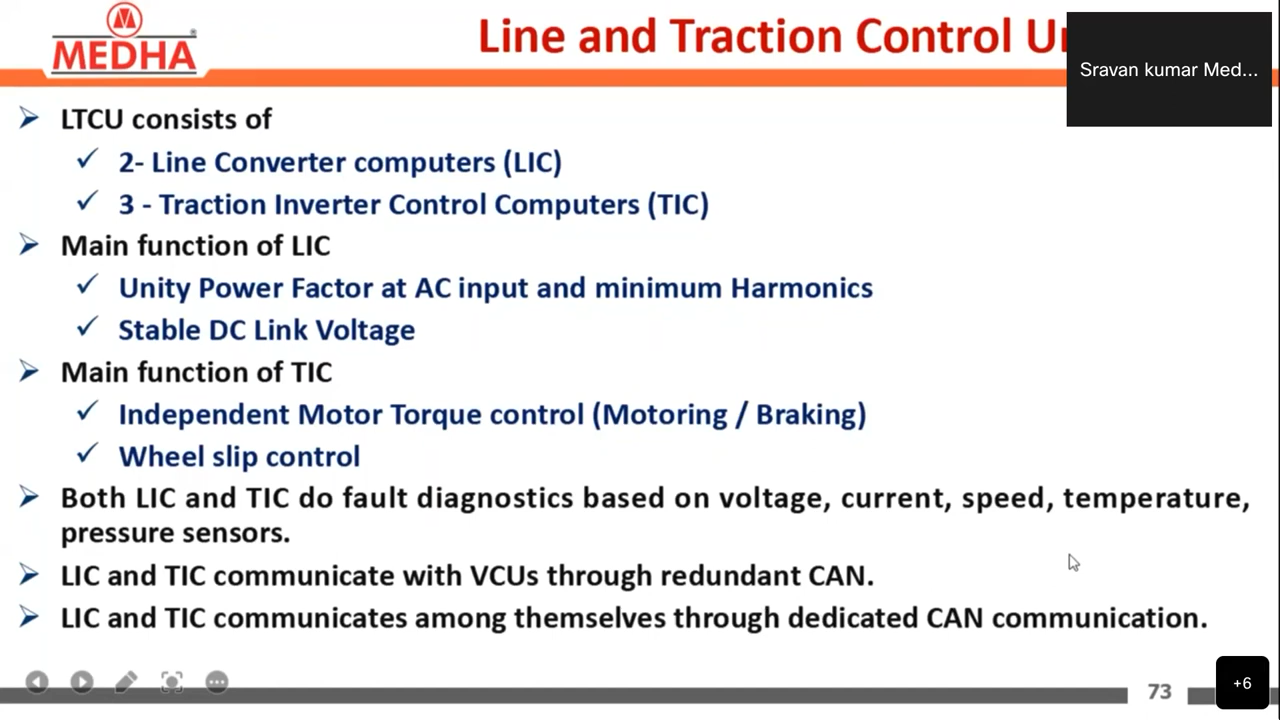 MEDHA
Line and Traction Control
Sravan kumar Med...
LTCU consists of
2- Line Converter computers (LIC)
3 - Traction Inverter Control Computers (TIC)
Main function of LIC
Unity Power Factor at AC input and minimum Harmonics
Stable DC Link Voltage
Main function of TIC
Independent Motor Torque control (Motoring / Braking)
Wheel slip control
Both LIC and TIC do fault diagnostics based on voltage, current, speed, temperature,
pressure sensors.
LIC and TIC communicate with VCUs through redundant CAN.
LIC and TIC communicates among themselves through dedicated CAN communication.
73
+6